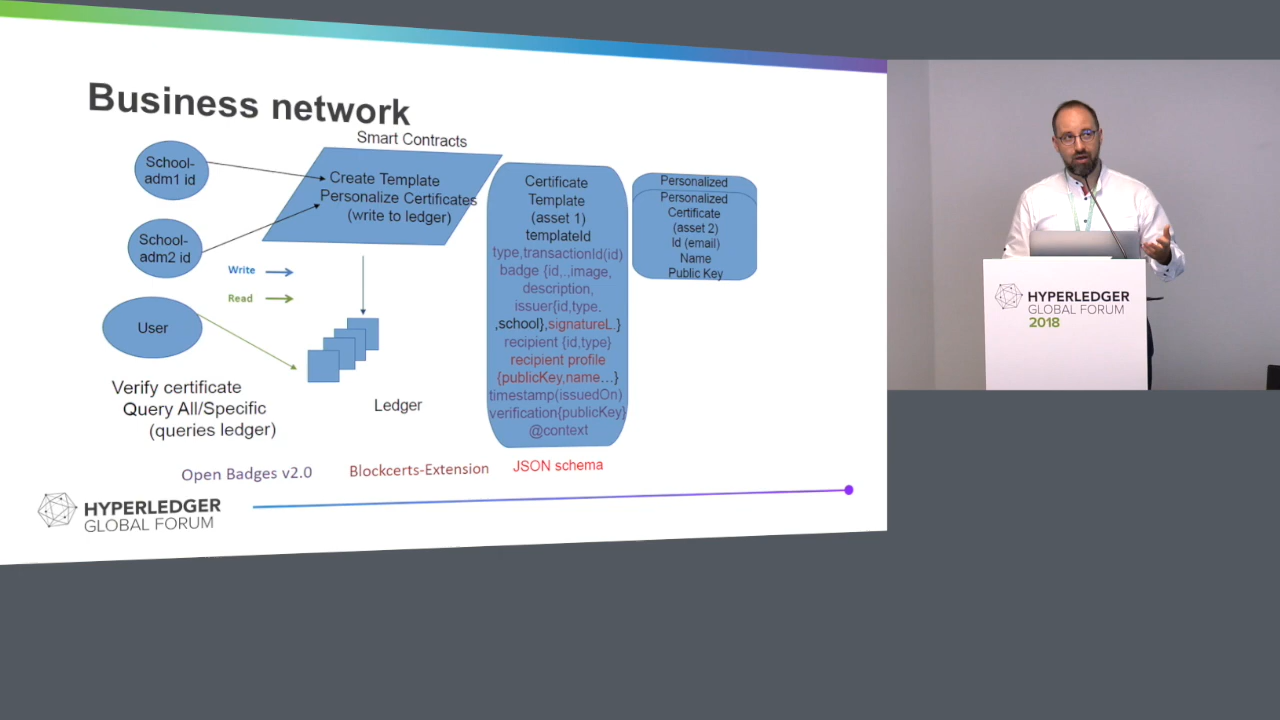 Business network
Smart Contracts
School-
adm1 id
Create Template
Personalize Certificates
(write to ledger)
School-
adm2 id
Write
Read
User
Verify certificate
Query All/Specific
(queries ledger)
Ledger
Certificate
Template
(asset 1)
templateId
type,transactionId(id)
badge {id,.,image,
description,
issuer{id,type.
,school},signatureL.}
recipient {id,type}
recipient profile
{publicKey,name...}
timestamp(issuedOn)
verification{publicKey}
@context
Personalized
Personalized
Certificate
(asset 2)
Id (email)
Name
Public Key
Open Badges v2.0
Blockcerts-Extension
JSON schema
HYPERLEDGER
GLOBAL FORUM
HYPERLEDGER
GLOBAL FORUM
2018